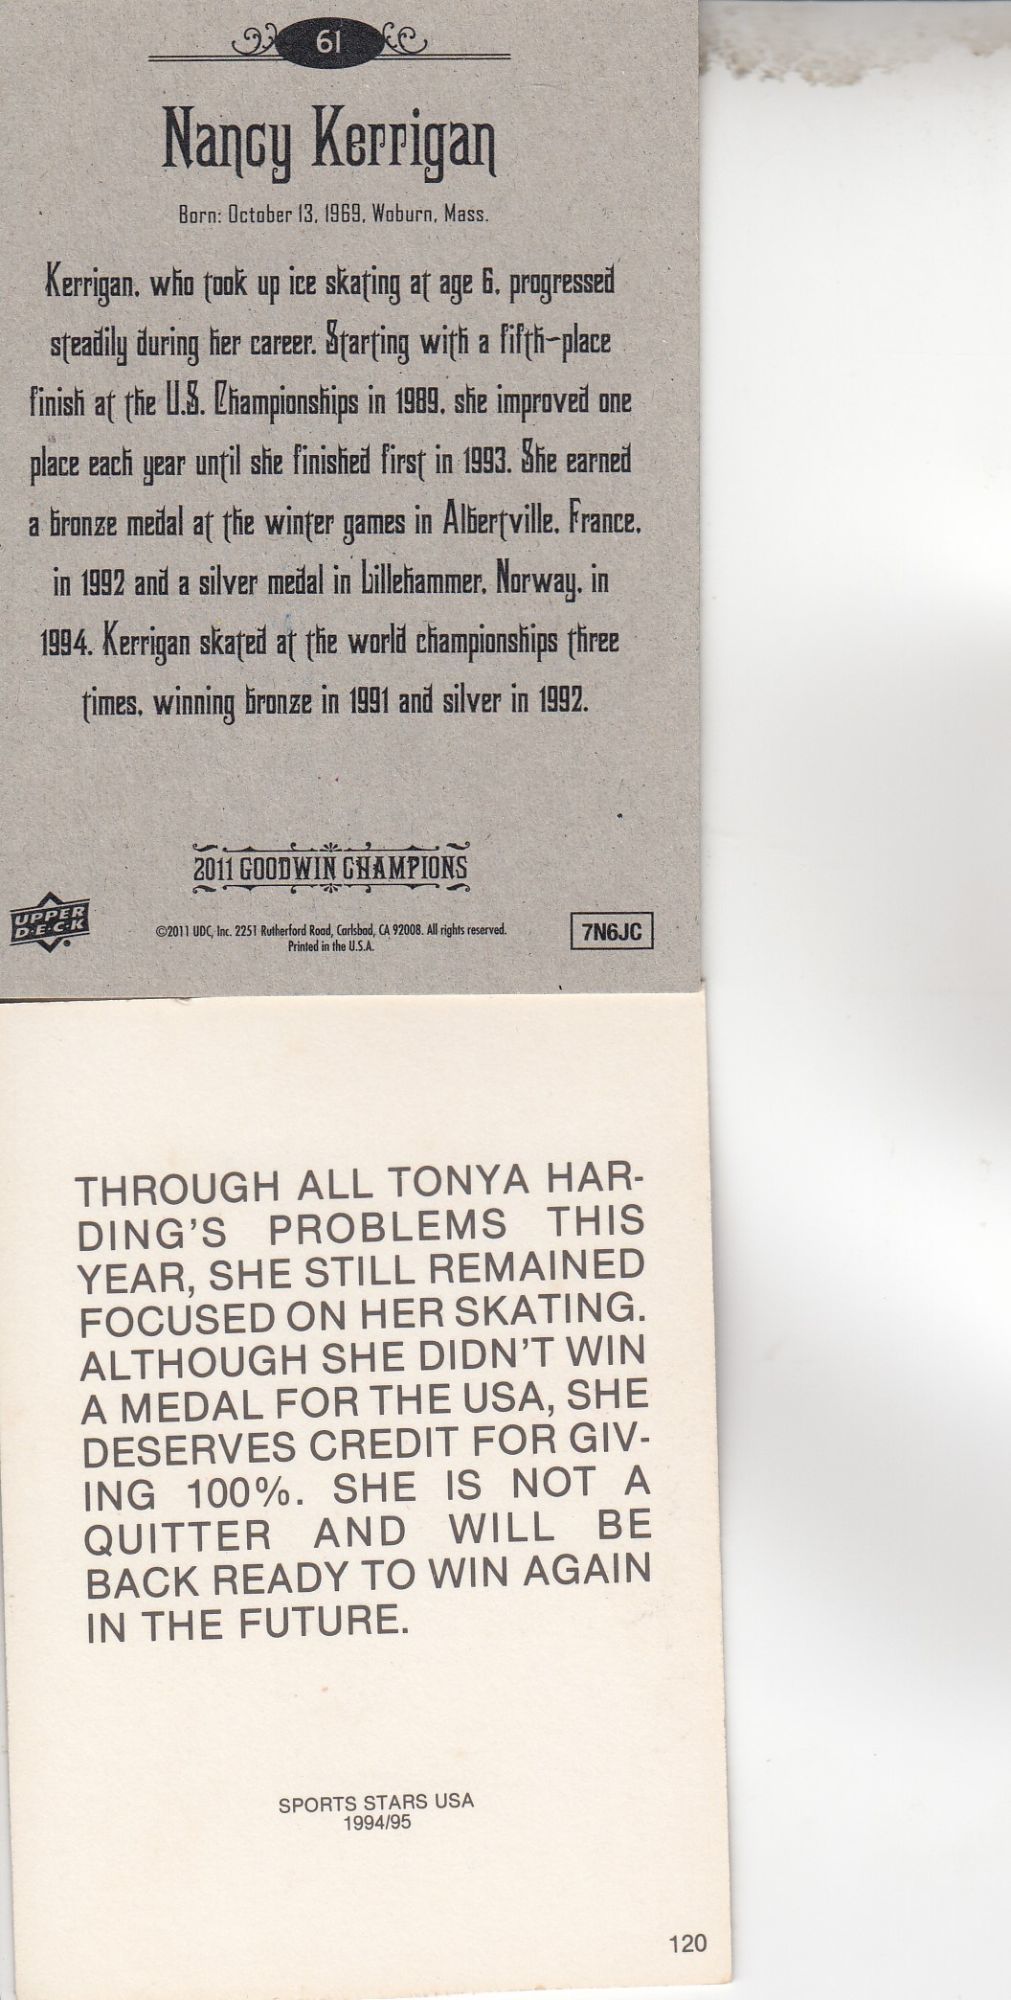 61
Nancy Kerrigan
Born: October 13, 1969, Woburn, Mass.
Kerrigan, who took up ice skating at age 6, progressed
steadily during her career. Starting with a fifth-place
finish at the U.S. Championships in 1989, she improved one
place each year until she finished first in 1993. She earned
a bronze medal at the winter games in Albertville, France,
in 1992 and a silver medal in Lillehammer, Norway, in
1994. Kerrigan skated at the world championships three
times, winning bronze in 1991 and silver in 1992.
2011 GOODWIN CHAMPIONS
UPPER
D·E·C·K
©2011 UDC, Inc. 2251 Rutherford Road, Carlsbad, CA 92008. All rights reserved.
Printed in the U.S.A.
7N6JC
THROUGH ALL TONYA HAR-
DING'S PROBLEMS THIS
YEAR, SHE STILL REMAINED
FOCUSED ON HER SKATING.
ALTHOUGH SHE DIDN'T WIN
A MEDAL FOR THE USA, SHE
DESERVES CREDIT FOR GIV-
ING 100%. SHE IS NOT A
QUITTER AND WILL BE
BACK READY TO WIN AGAIN
IN THE FUTURE.
SPORTS STARS USA
1994/95
120